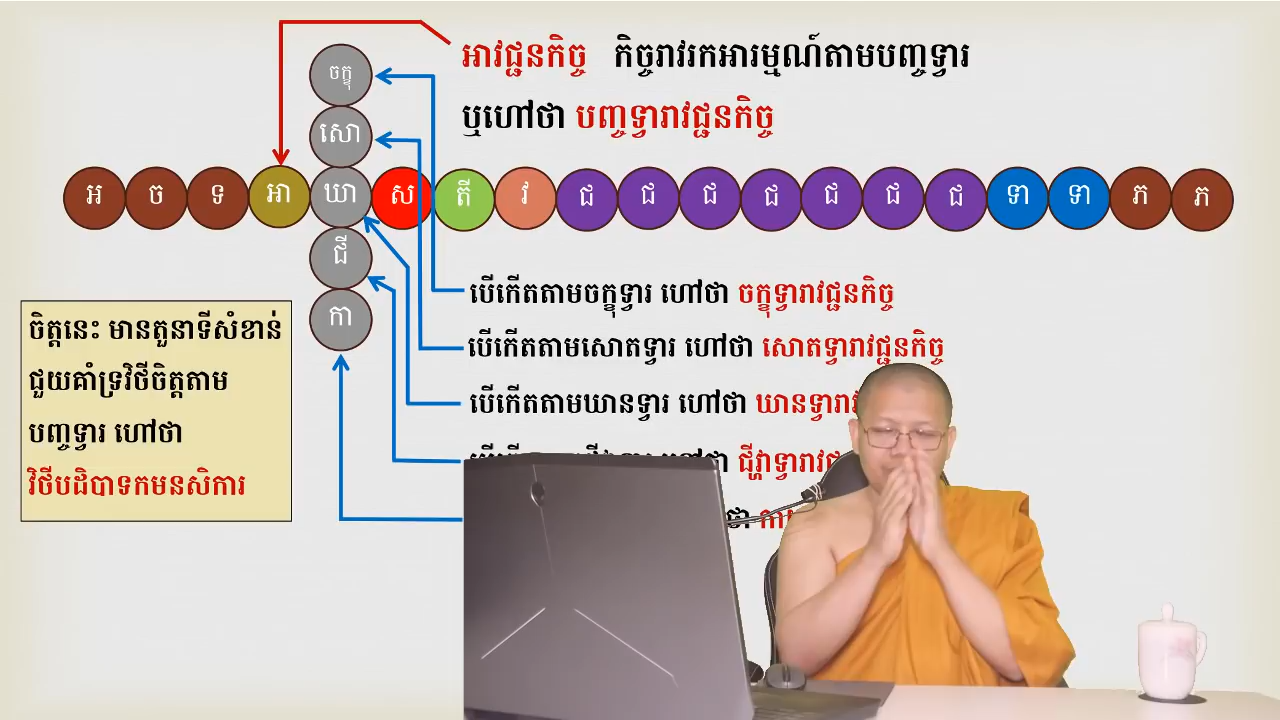 អាវជ្ជនកិច្ច កិច្ចរាវរកអារម្មណ៍តាមបញ្ចទ្វារ
ឬហៅថា បញ្ចទ្វារាវជ្ជនកិច្ច
ចក្ខុ
សោ
អ ច ទ អា ឃា ស តី វ ជ ជ ជ ជ ជ ជ ជ ទា ទា ភ ភ
ជី
កា
បើកើតតាមចក្ខុទ្វារ ហៅថា ចក្ខុទ្វារាវជ្ជនកិច្ច
បើកើតតាមសោតទ្វារ ហៅថា សោតទ្វារាវជ្ជនកិច្ច
បើកើតតាមឃានទ្វារ ហៅថា
ចិត្តនេះ មានតួនាទីសំខាន់
ជួយគាំទ្រវិថីចិត្តតាម
បញ្ចទ្វារ ហៅថា
វិថីបដិបាទកមនសិការ